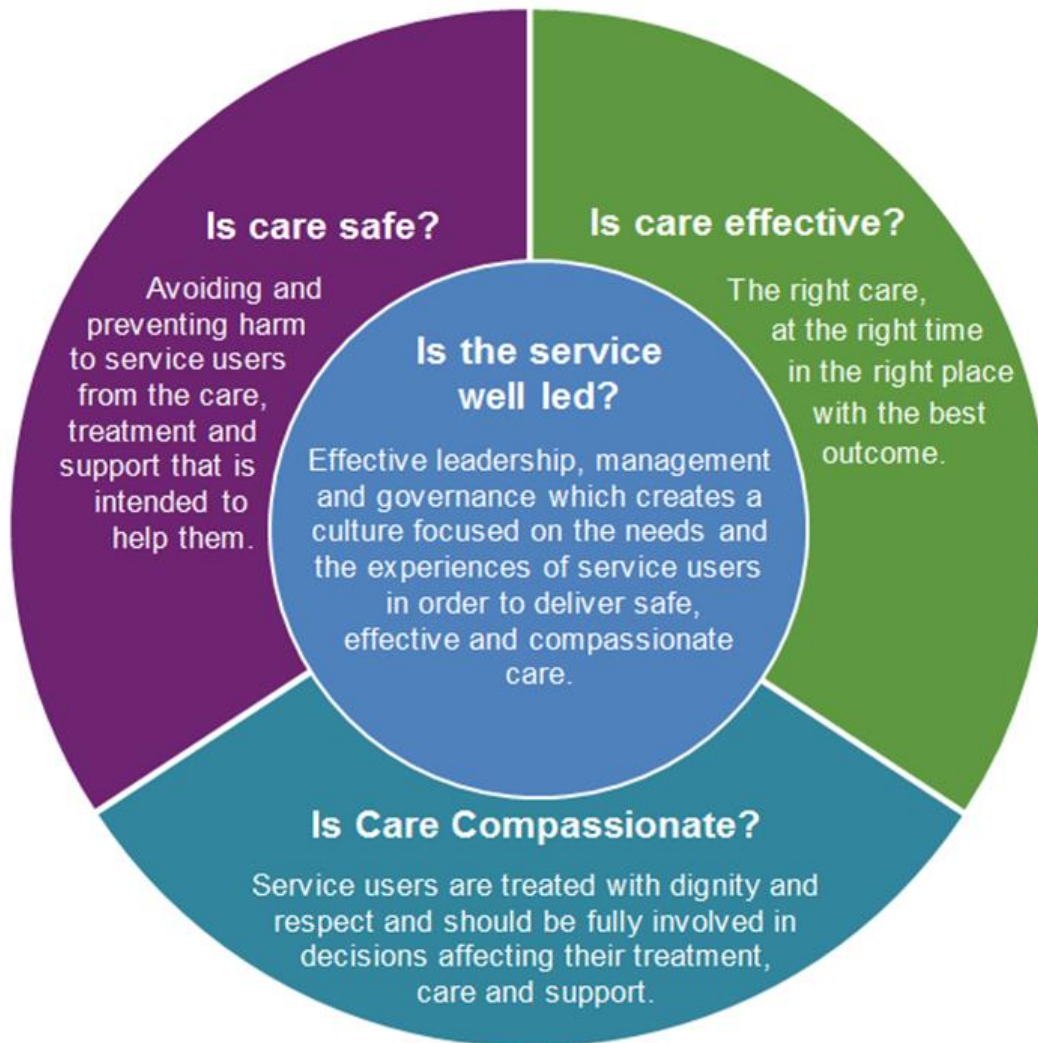 Is care safe?
Avoiding and
preventing harm
to service users
from the care,
treatment and
support that is
intended to
help them.
Is care effective?
The right care,
at the right time
in the right place
with the best
outcome.
Is the service
well led?
Effective leadership, management
and governance which creates a
culture focused on the needs and
the experiences of service users
in order to deliver safe,
effective and compassionate
care.
Is Care Compassionate?
Service users are treated with dignity and
respect and should be fully involved in
decisions affecting their treatment,
care and support.